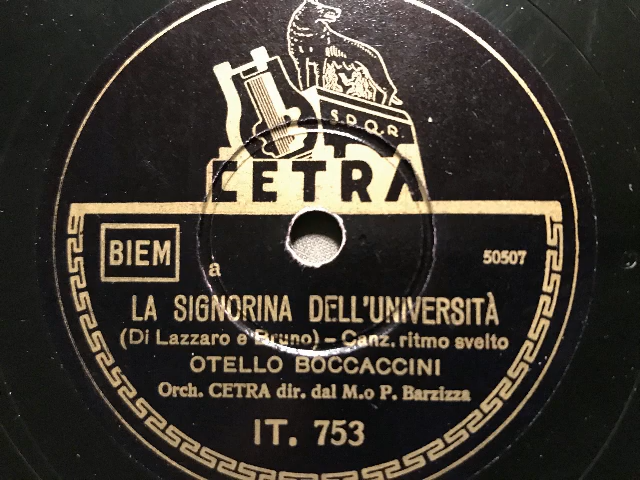 S.P.Q.R
CETRA
BIEM
a
50507
LA SIGNORINA DELL'UNIVERSITÀ
(Di Lazzaro e Bruno) - Canz. ritmo svelto
OTELLO BOCCACCINI
Orch. CETRA dir. dal M.o P. Barzizza
IT. 753